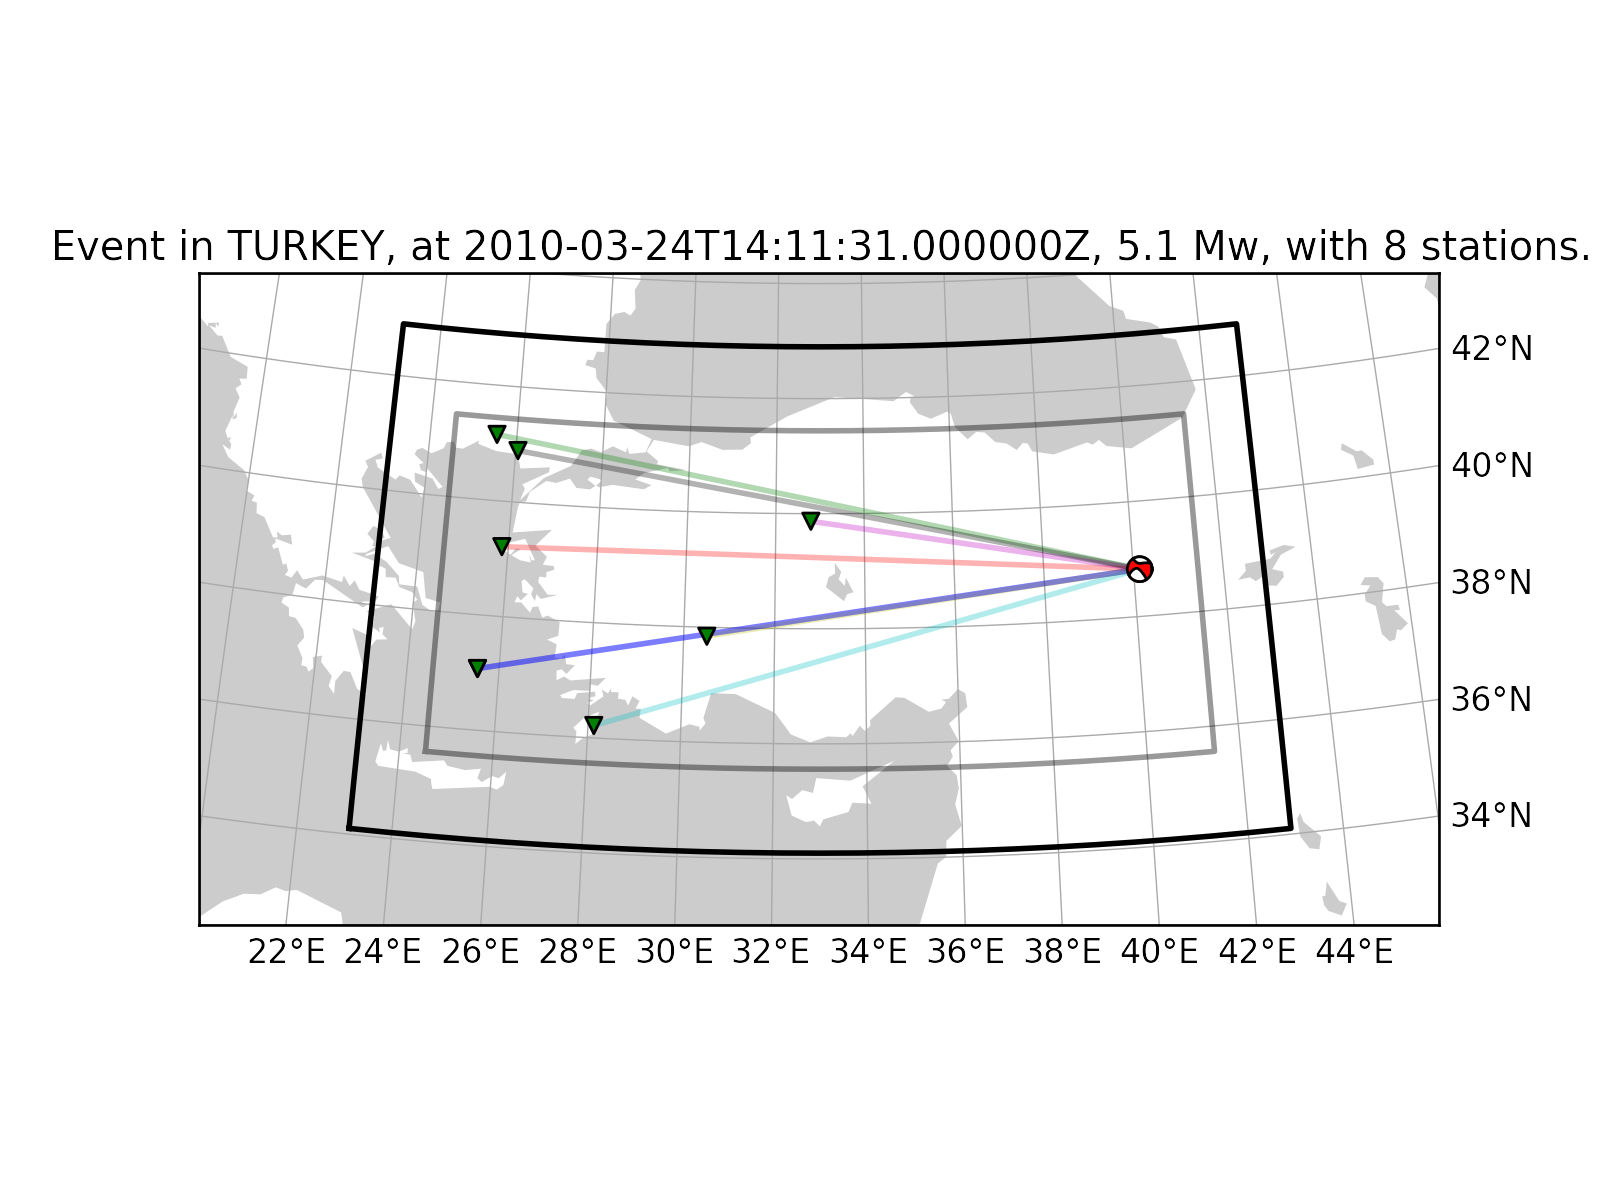 Event in TURKEY, at 2010-03-24T14:11:31.000000Z, 5.1 Mw, with 8 stations.
42°N
40°N
38°N
36°N
34°N
22°E 24°E 26°E 28°E 30°E 32°E 34°E 36°E 38°E 40°E 42°E 44°E